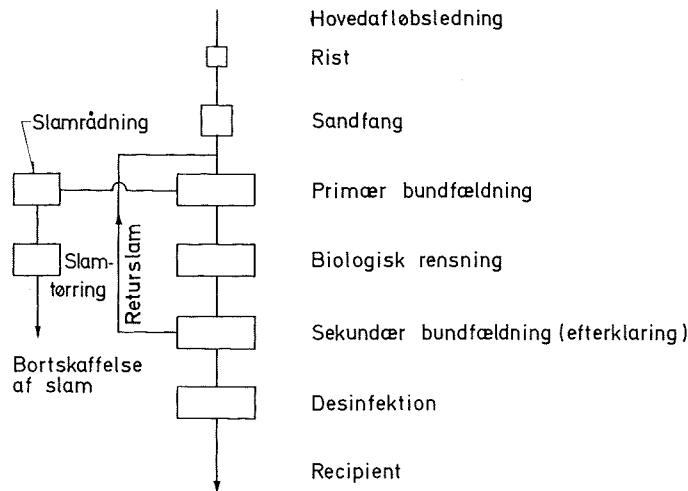 Hovedafløbsledning
Rist
Sandfang
Slamrådning
Primær bundfældning
Biologisk rensning
Slam-
tørring
Returslam
Sekundær bundfældning (efterklaring)
Bortskaffelse
af slam
Desinfektion
Recipient